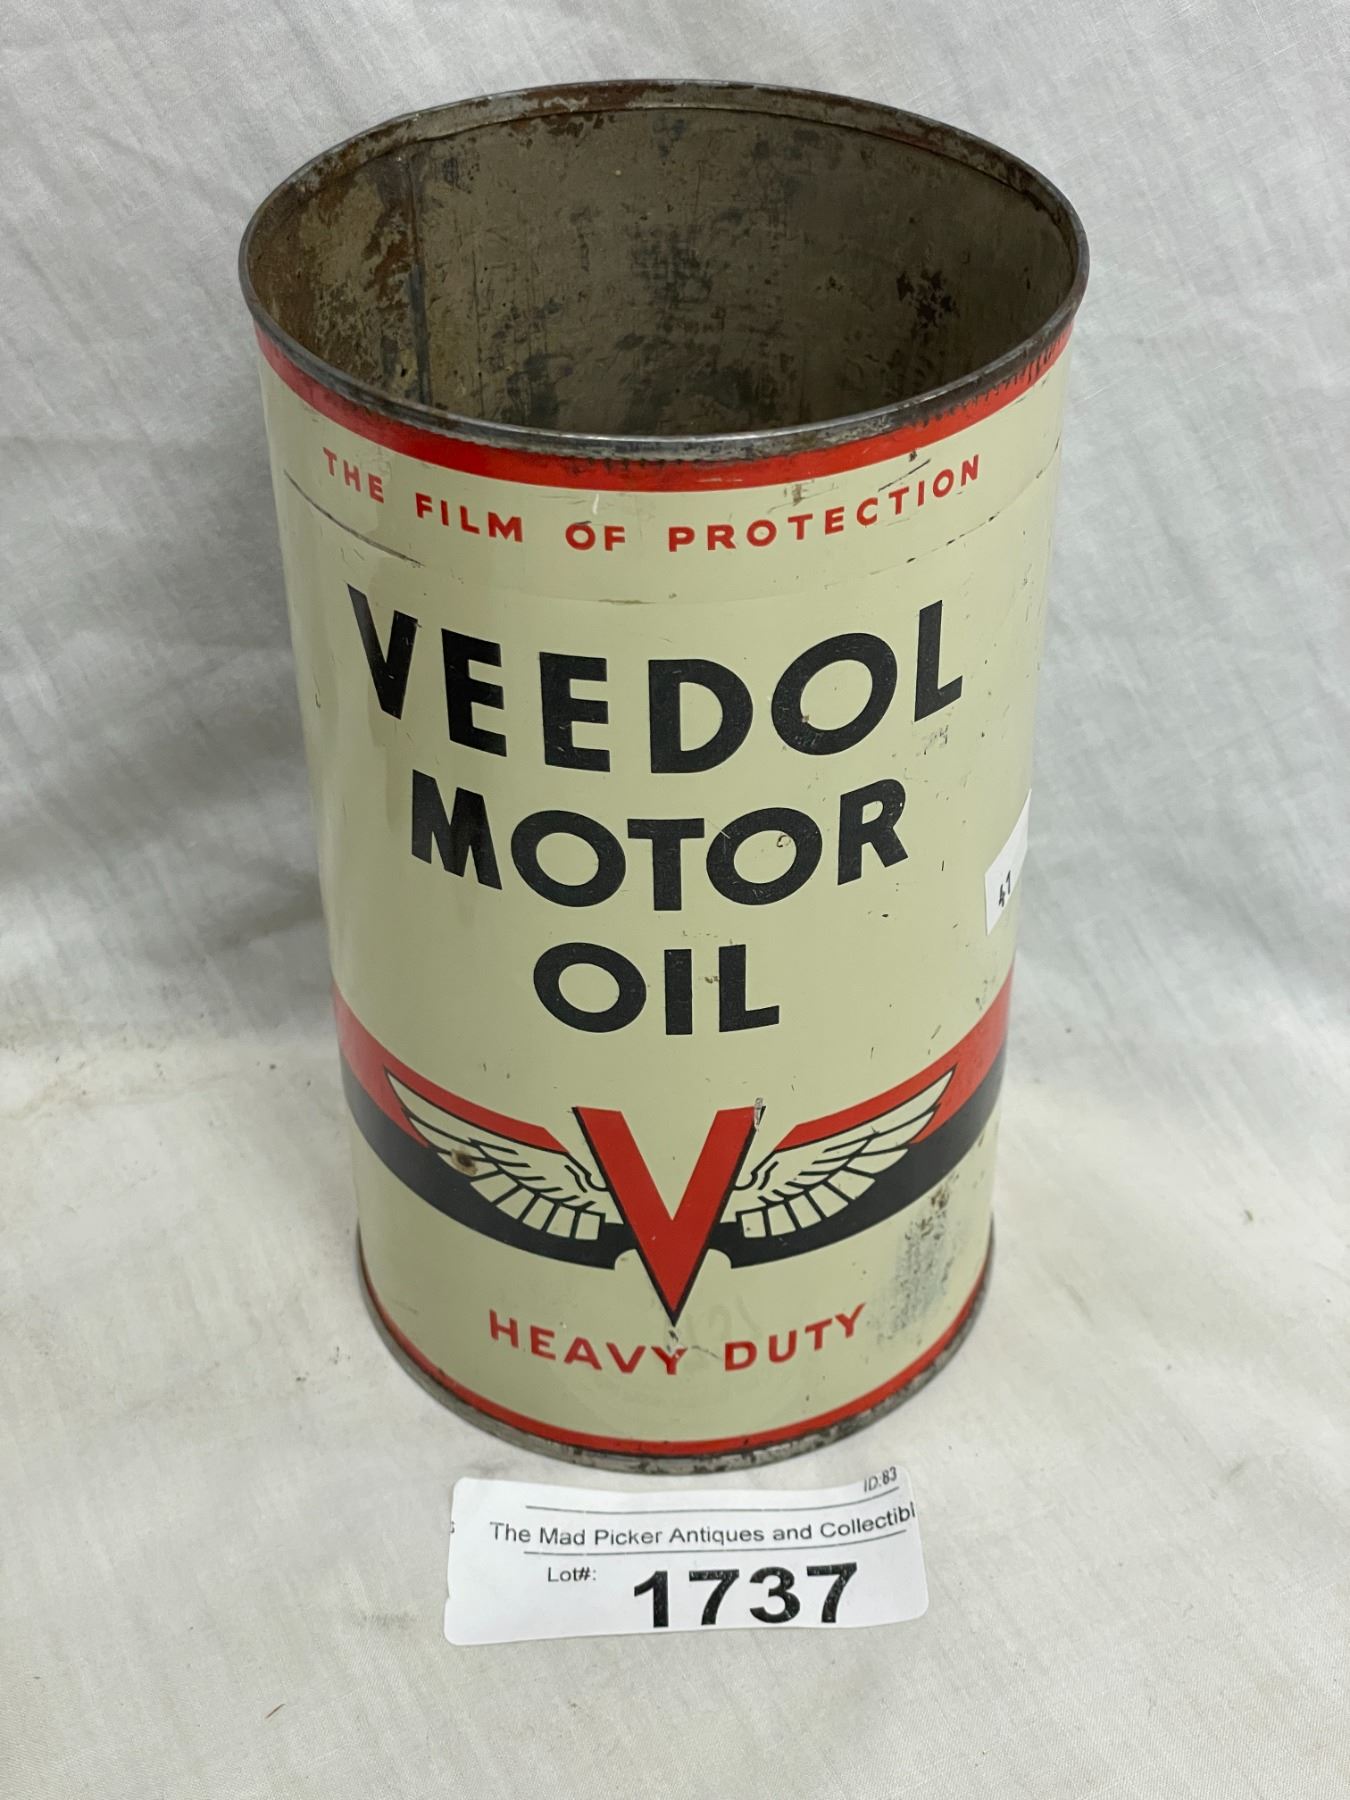 THE FILM OF PROTECTION
VEEDOL
MOTOR
OIL
V
HEAVY DUTY
ID:83
The Mad Picker Antiques and Collectibl
Lot#: 1737